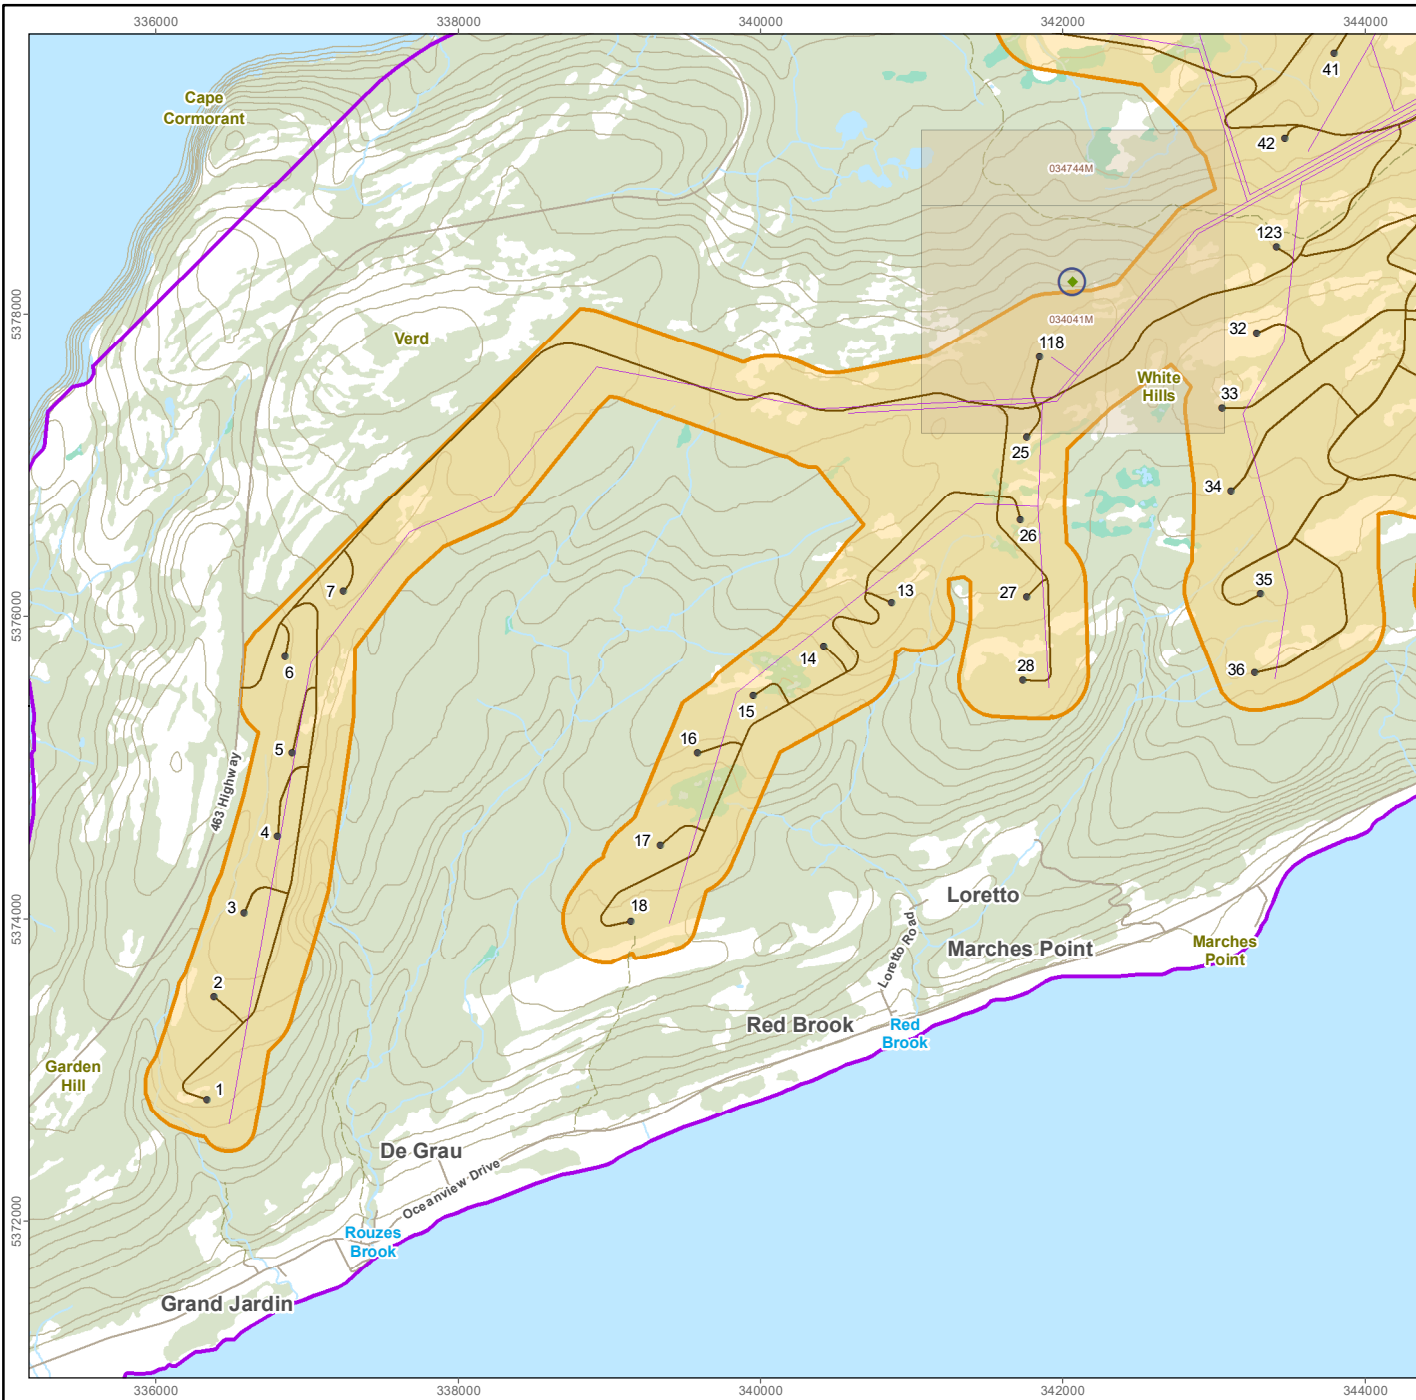 336000
338000
340000
342000
344000
41
Cape
Cormorant
42
034744M
123
5378000
034041M
32
Verd
118
White
Hills
33
25
34
26
5376000
7
13
27
35
6
14
28
36
15
5
16
463 Highway
4
17
5374000
3
18
Loretto
Loretto Road
Marches Point
Marches
Point
2
Red Brook
Red
Brook
Garden
Hill
1
De Grau
Oceanview Drive
5372000
Rouzes
Brook
Grand Jardin
336000
338000
340000
342000
344000